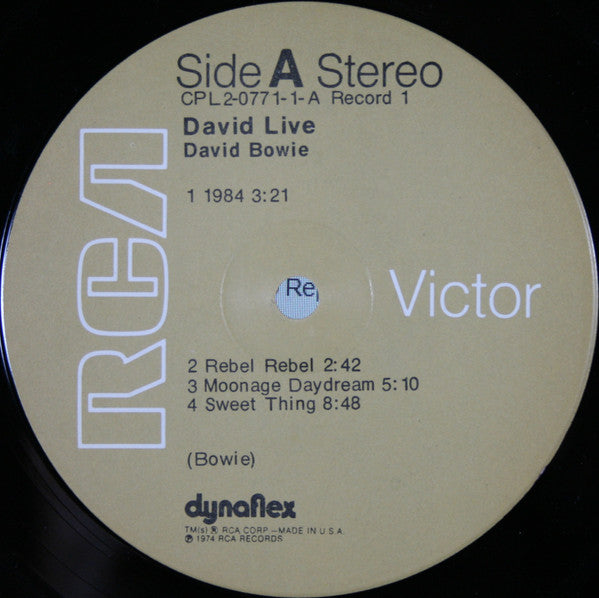 Side A Stereo
CPL2-0771-1-A Record 1
David Live
David Bowie
1 1984 3:21
RCA
Re
Victor
2 Rebel Rebel 2:42
3 Moonage Daydream 5:10
4 Sweet Thing 8:48
(Bowie)
dynaflex
TM(s) ® RCA CORP.—MADE IN U.S.A.
℗ 1974 RCA RECORDS